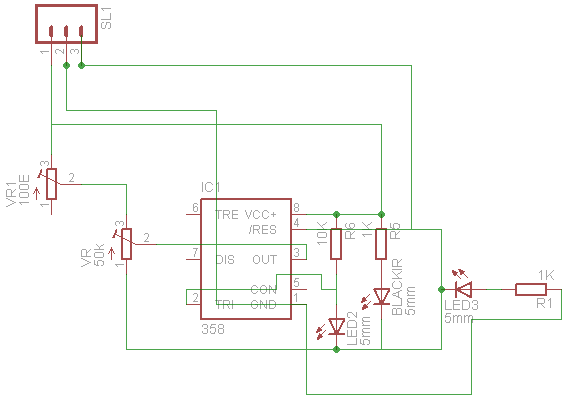 SL1
1
2
3
VR1
100E
3
2
1
VR
50k
3
2
1
IC1
6
TRE
VCC+
8
/RES
4
7
DIS
OUT
3
CON
5
2
TRI
GND
1
358
10K
R6
1K
R5
BLACKIR
5mm
LED2
5mm
LED3
5mm
1K
R1